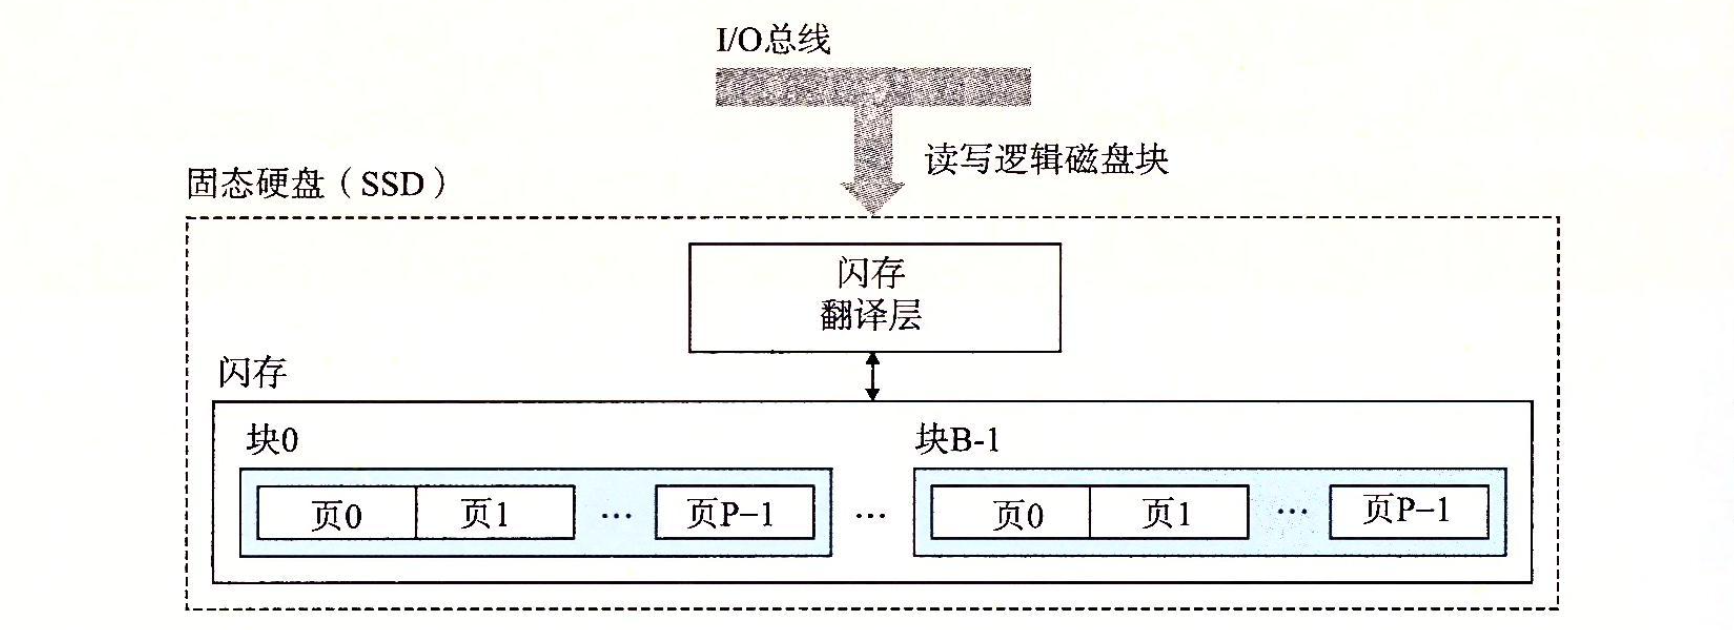 I/O总线
读写逻辑磁盘块
固态硬盘（SSD）
闪存
翻译层
闪存
块0
块B-1
页0
页1
…
页P–1
…
页0
页1
…
页P–1